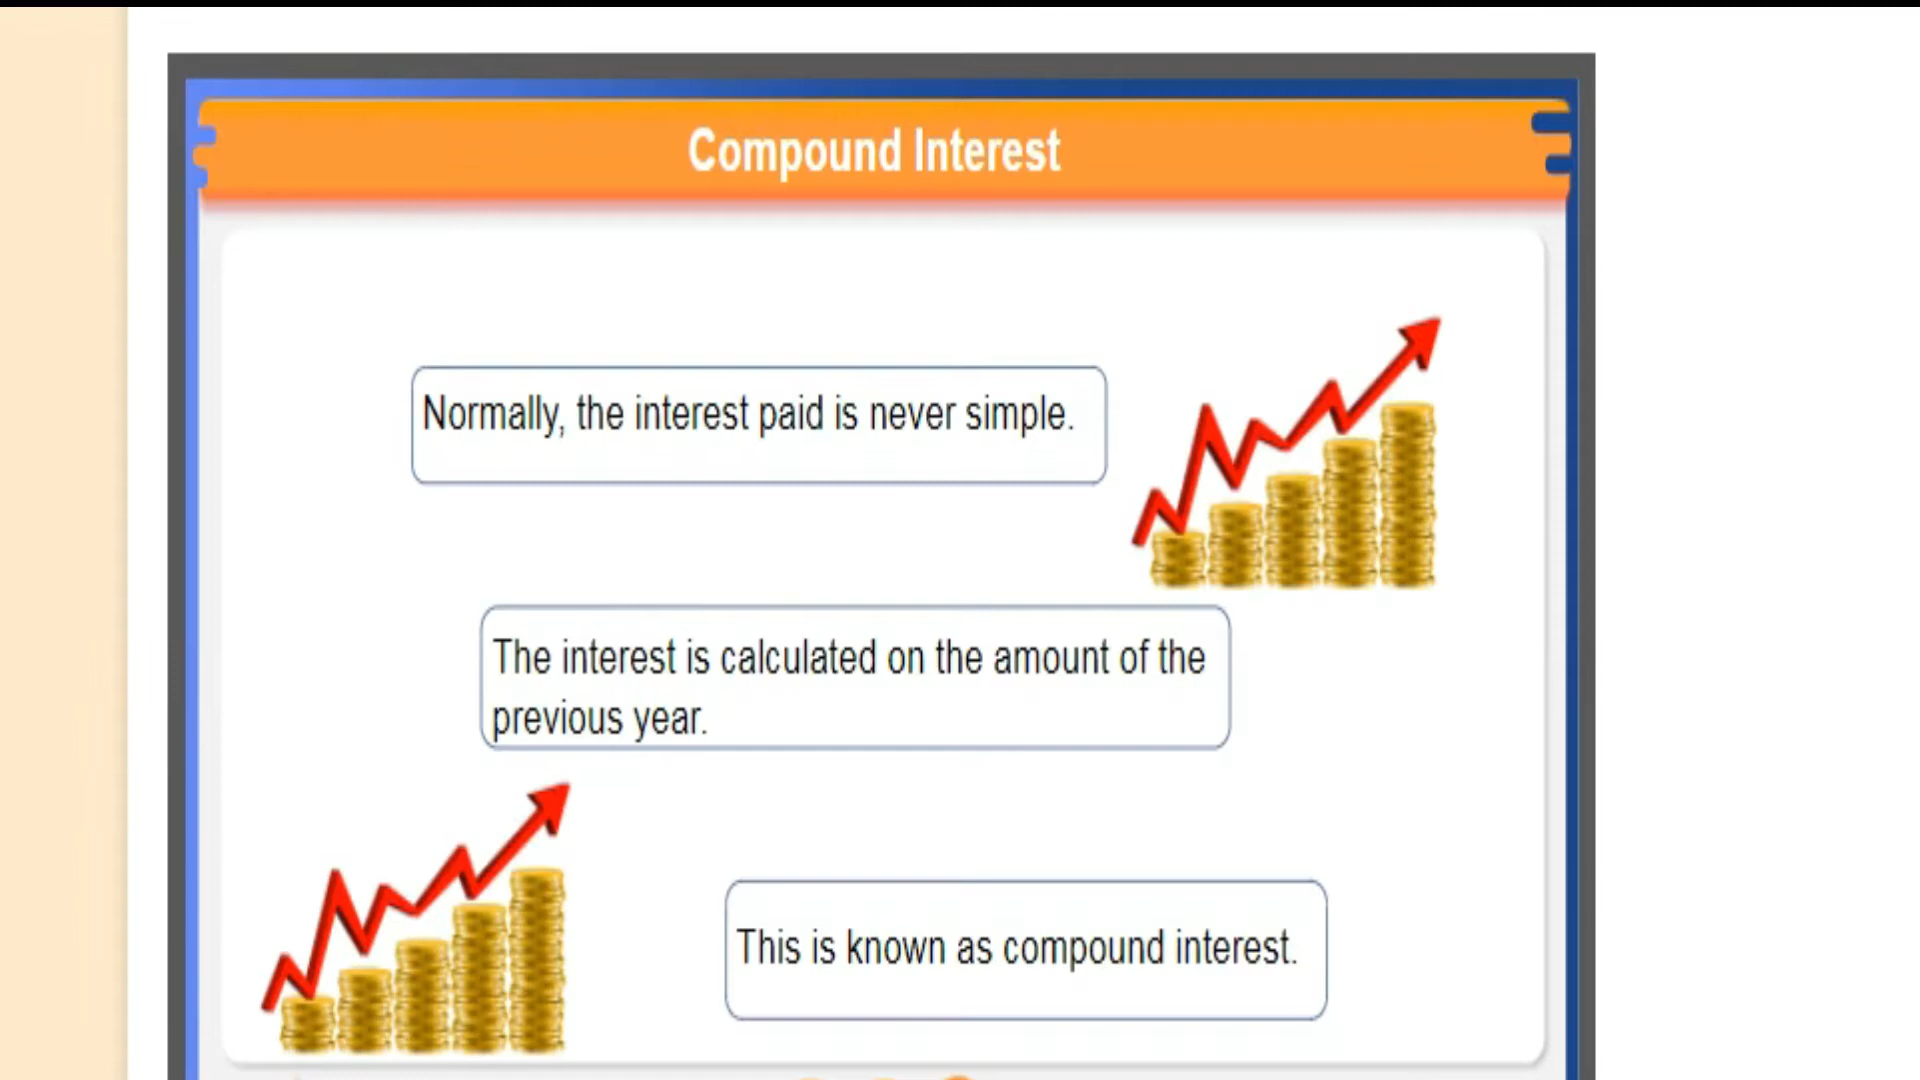 Compound Interest
Normally, the interest paid is never simple.
The interest is calculated on the amount of the
previous year.
This is known as compound interest.